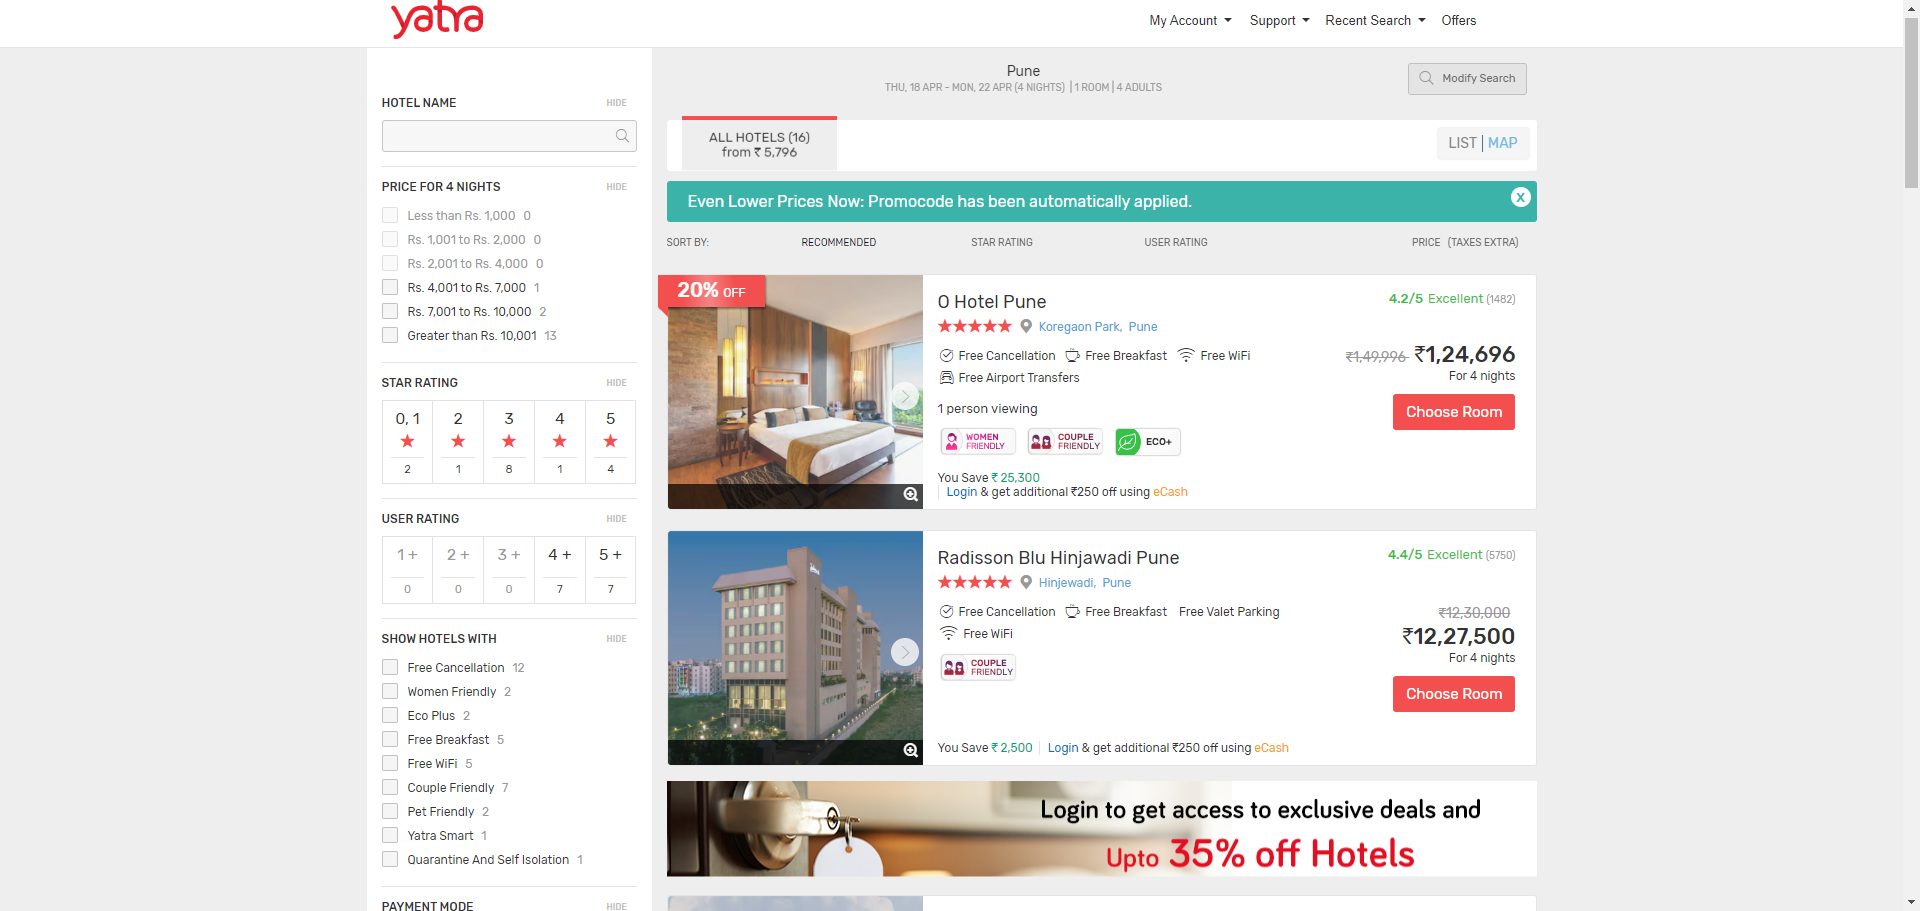 yatra
My Account
Support
Recent Search
Offers
HOTEL NAME
HIDE
PRICE FOR 4 NIGHTS
HIDE
Less than Rs. 1,000 0
Rs. 1,001 to Rs. 2,000 0
Rs. 2,001 to Rs. 4,000 0
Rs. 4,001 to Rs. 7,000 1
Rs. 7,001 to Rs. 10,000 2
Greater than Rs. 10,001 13
STAR RATING
HIDE
0, 1 2 3 4 5
2 1 8 1 4
USER RATING
HIDE
1 + 2 + 3 + 4 + 5 +
0 0 0 7 7
SHOW HOTELS WITH
HIDE
Free Cancellation 12
Women Friendly 2
Eco Plus 2
Free Breakfast 5
Free WiFi 5
Couple Friendly 7
Pet Friendly 2
Yatra Smart 1
Quarantine And Self Isolation 1
PAYMENT MODE
HIDE
Pune
THU, 18 APR - MON, 22 APR (4 NIGHTS) | 1 ROOM | 4 ADULTS
Modify Search
ALL HOTELS (16)
from ₹ 5,796
LIST | MAP
Even Lower Prices Now: Promocode has been automatically applied.
X
SORT BY:
RECOMMENDED
STAR RATING
USER RATING
PRICE (TAXES EXTRA)
20% OFF
O Hotel Pune
4.2/5 Excellent (1482)
Koregaon Park, Pune
Free Cancellation Free Breakfast Free WiFi
Free Airport Transfers
₹1,49,996 ₹1,24,696
For 4 nights
1 person viewing
Choose Room
WOMEN
FRIENDLY
COUPLE
FRIENDLY
ECO+
You Save ₹ 25,300
Login & get additional ₹250 off using eCash
Radisson Blu Hinjawadi Pune
4.4/5 Excellent (5750)
Hinjewadi, Pune
Free Cancellation Free Breakfast Free Valet Parking
Free WiFi
₹12,30,000
₹12,27,500
For 4 nights
COUPLE
FRIENDLY
Choose Room
You Save ₹ 2,500 | Login & get additional ₹250 off using eCash
Login to get access to exclusive deals and
Upto 35% off Hotels